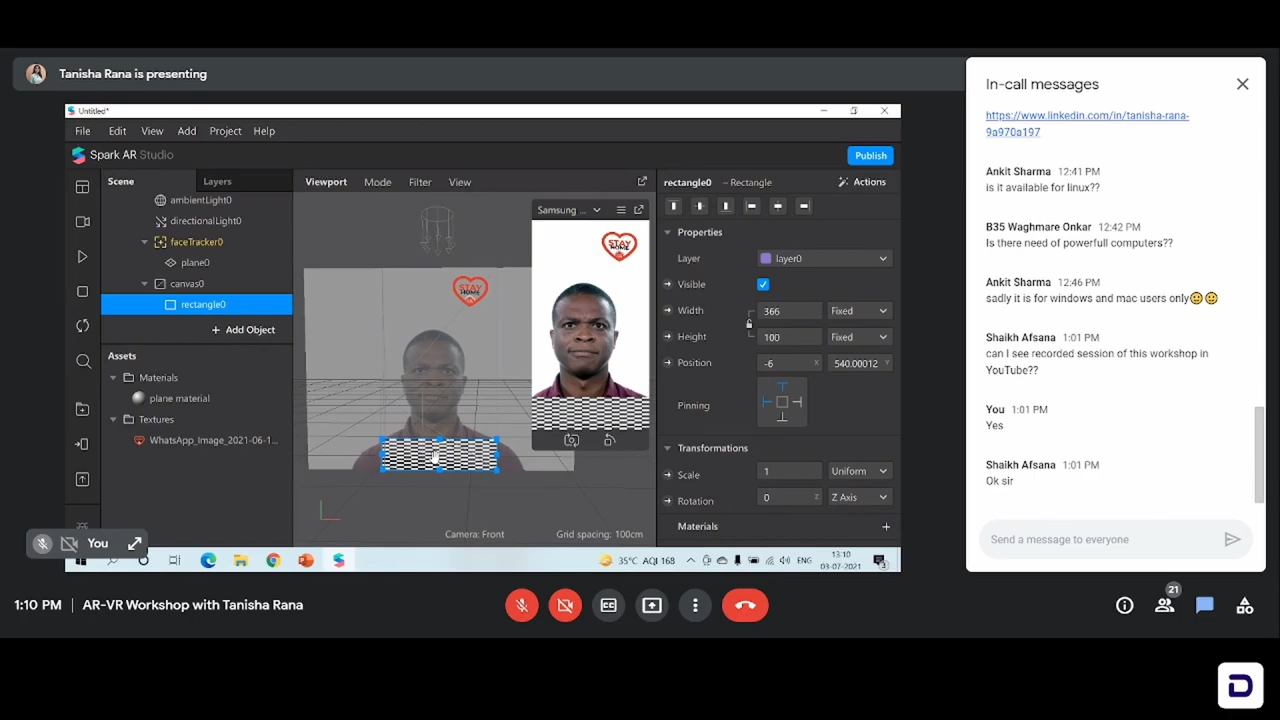 Tanisha Rana is presenting
Untitled*
File Edit View Add Project Help
Spark AR Studio
Publish
Scene Layers
ambientLight0
directionalLight0
faceTracker0
plane0
canvas0
rectangle0
+ Add Object
Assets
Materials
plane material
Textures
WhatsApp_Image_2021-06-1...
Viewport Mode Filter View
Samsung ...
STAY
HOME
STAY
HOME
Camera: Front Grid spacing: 100cm
rectangle0 – Rectangle Actions
Properties
Layer layer0
Visible
Width 366 Fixed
Height 100 Fixed
Position -6 X 540.00012 Y
Pinning
Transformations
Scale 1 Uniform
Rotation 0 Z Z Axis
Materials +
You
35°C AQI 168 ENG 13:10
03-07-2021
3
1:10 PM | AR-VR Workshop with Tanisha Rana
21
In-call messages
https://www.linkedin.com/in/tanisha-rana-
9a970a197
Ankit Sharma 12:41 PM
is it available for linux??
B35 Waghmare Onkar 12:42 PM
Is there need of powerfull computers??
Ankit Sharma 12:46 PM
sadly it is for windows and mac users only🙂🙂
Shaikh Afsana 1:01 PM
can I see recorded session of this workshop in
YouTube??
You 1:01 PM
Yes
Shaikh Afsana 1:01 PM
Ok sir
Send a message to everyone
D